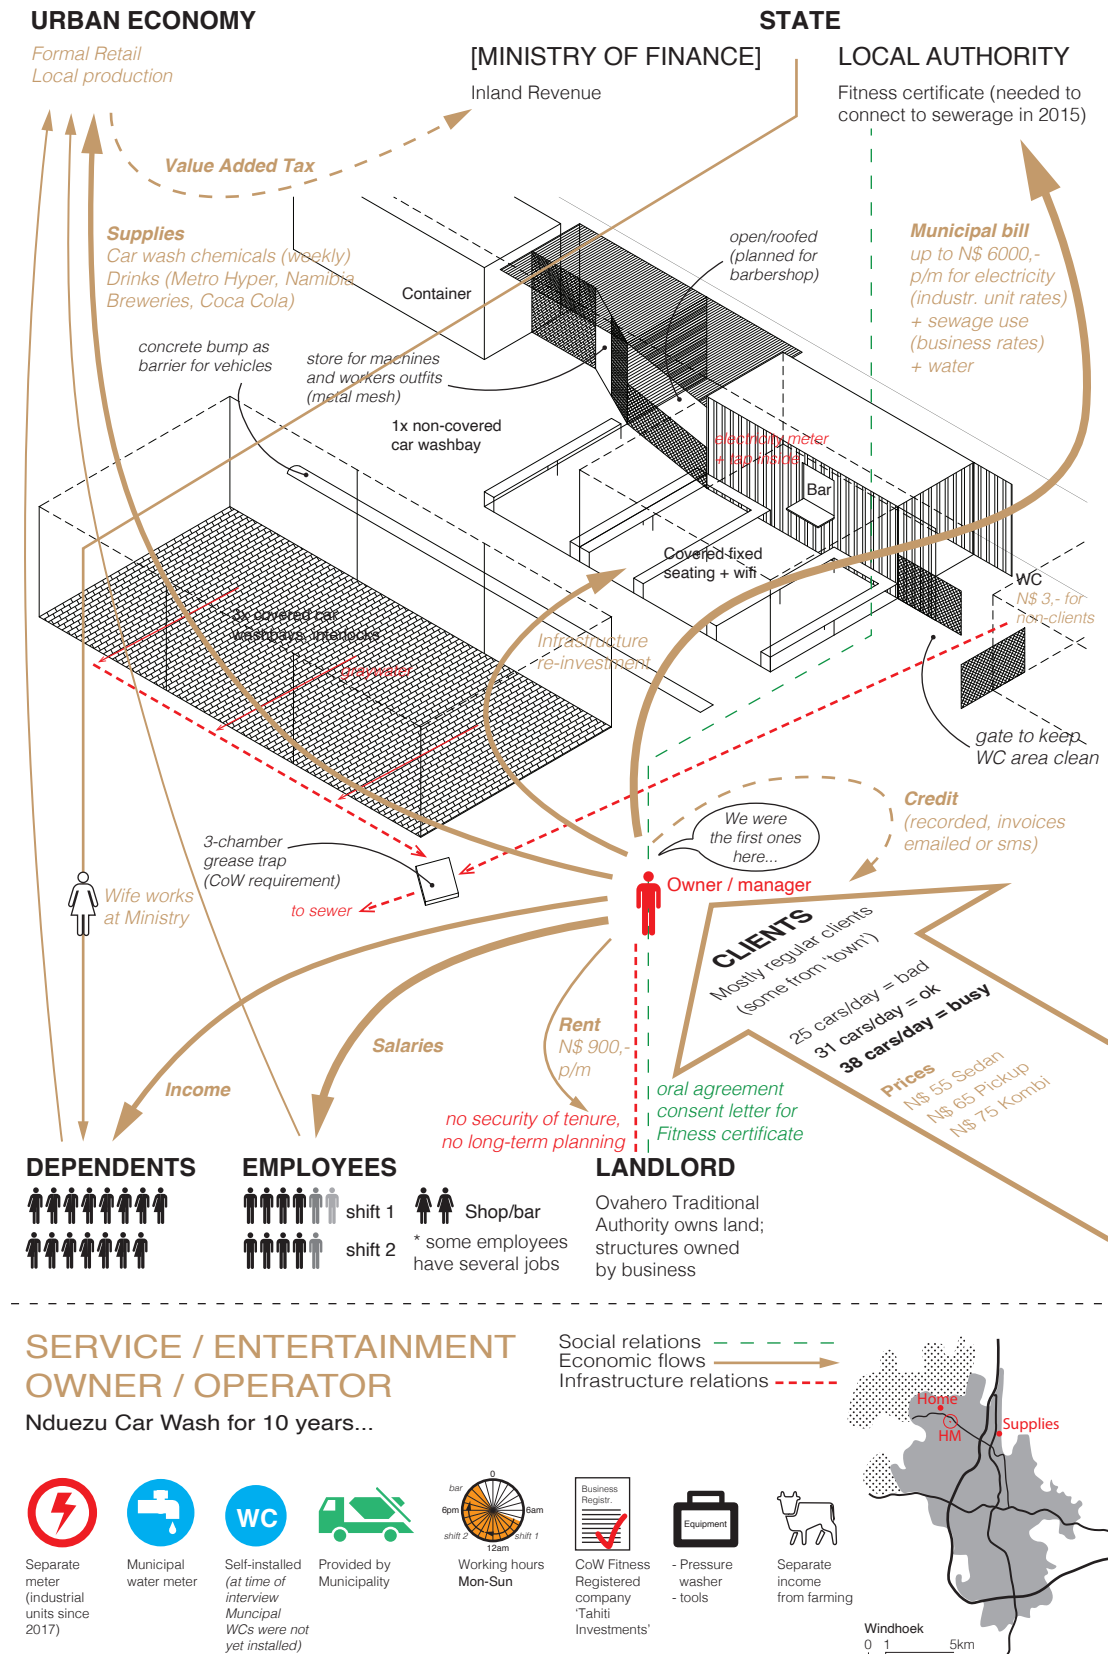 URBAN ECONOMY
Formal Retail
Local production
STATE
[MINISTRY OF FINANCE]
Inland Revenue
LOCAL AUTHORITY
Fitness certificate (needed to
connect to sewerage in 2015)
Value Added Tax
Supplies
Car wash chemicals (weekly)
Drinks (Metro Hyper, Namibia
Breweries, Coca Cola)
Municipal bill
up to N$ 6000,-
p/m for electricity
(industr. unit rates)
+ sewage use
(business rates)
+ water
open/roofed
(planned for
barbershop)
Container
concrete bump as
barrier for vehicles
store for machines
and workers outfits
(metal mesh)
1x non-covered
car washbay
electricity meter
+ tap inside
Bar
Covered fixed
seating + wifi
WC
N$ 3,- for
non-clients
3x covered car
washbays, interlocks
greywater
Infrastructure
re-investment
gate to keep
WC area clean
Credit
(recorded, invoices
emailed or sms)
We were
the first ones
here...
3-chamber
grease trap
(CoW requirement)
to sewer
Owner / manager
Wife works
at Ministry
CLIENTS
Mostly regular clients
(some from 'town')
25 cars/day = bad
31 cars/day = ok
38 cars/day = busy
Prices
N$ 55 Sedan
N$ 65 Pickup
N$ 75 Kombi
Rent
N$ 900,-
p/m
Salaries
Income
no security of tenure,
no long-term planning
oral agreement
consent letter for
Fitness certificate
DEPENDENTS
EMPLOYEES
shift 1
shift 2
Shop/bar
* some employees
have several jobs
LANDLORD
Ovahero Traditional
Authority owns land;
structures owned
by business
SERVICE / ENTERTAINMENT
OWNER / OPERATOR
Nduezu Car Wash for 10 years...
Social relations
Economic flows
Infrastructure relations
Home
HM
Supplies
Windhoek
0 1 5km
Separate
meter
(industrial
units since
2017)
Municipal
water meter
WC
Self-installed
(at time of
interview
Muncipal
WCs were not
yet installed)
Provided by
Municipality
0
bar
6pm
6am
shift 2
shift 1
12am
Working hours
Mon-Sun
Business
Registr.
CoW Fitness
Registered
company
'Tahiti
Investments'
Equipment
- Pressure
washer
- tools
Separate
income
from farming